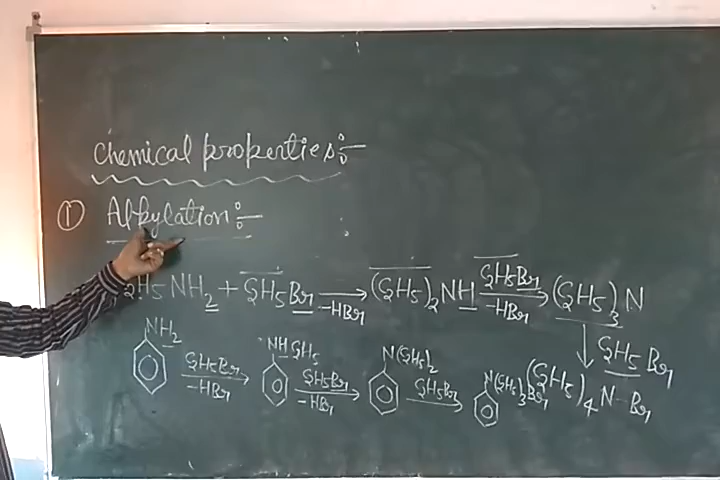 Chemical properties:-
① Alkylation:-
C2H5NH2 + C2H5Br → -HBr (C2H5)2NH C2H5Br → -HBr (C2H5)3N
↓ C2H5Br
(C2H5)4N Br
NH2 C2H5Br → -HBr NHC2H5 C2H5Br → -HBr N(C2H5)2 C2H5Br → N(C2H5)3Br